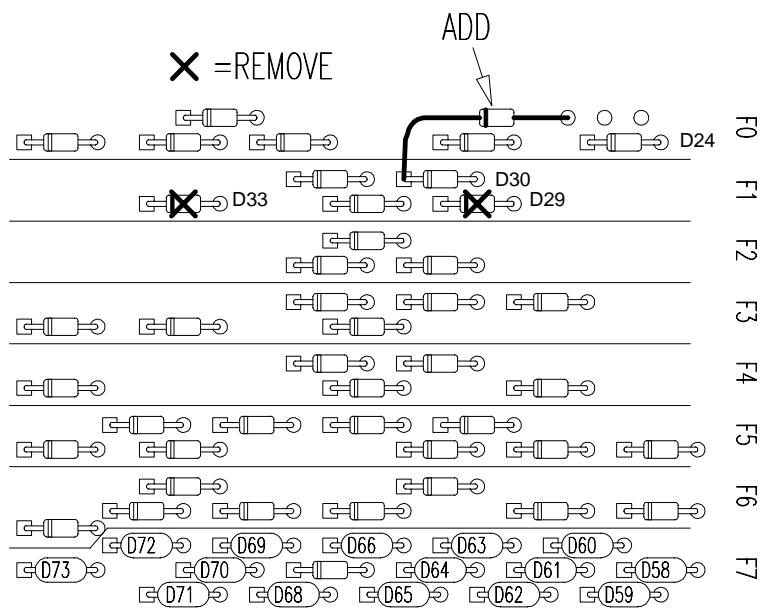 ADD
=REMOVE
F0
D24
D30
F1
D33
D29
F2
F3
F4
F5
F6
D72 D69 D66 D63 D60
D73 D70 D64 D61 D58
F7
D71 D68 D65 D62 D59